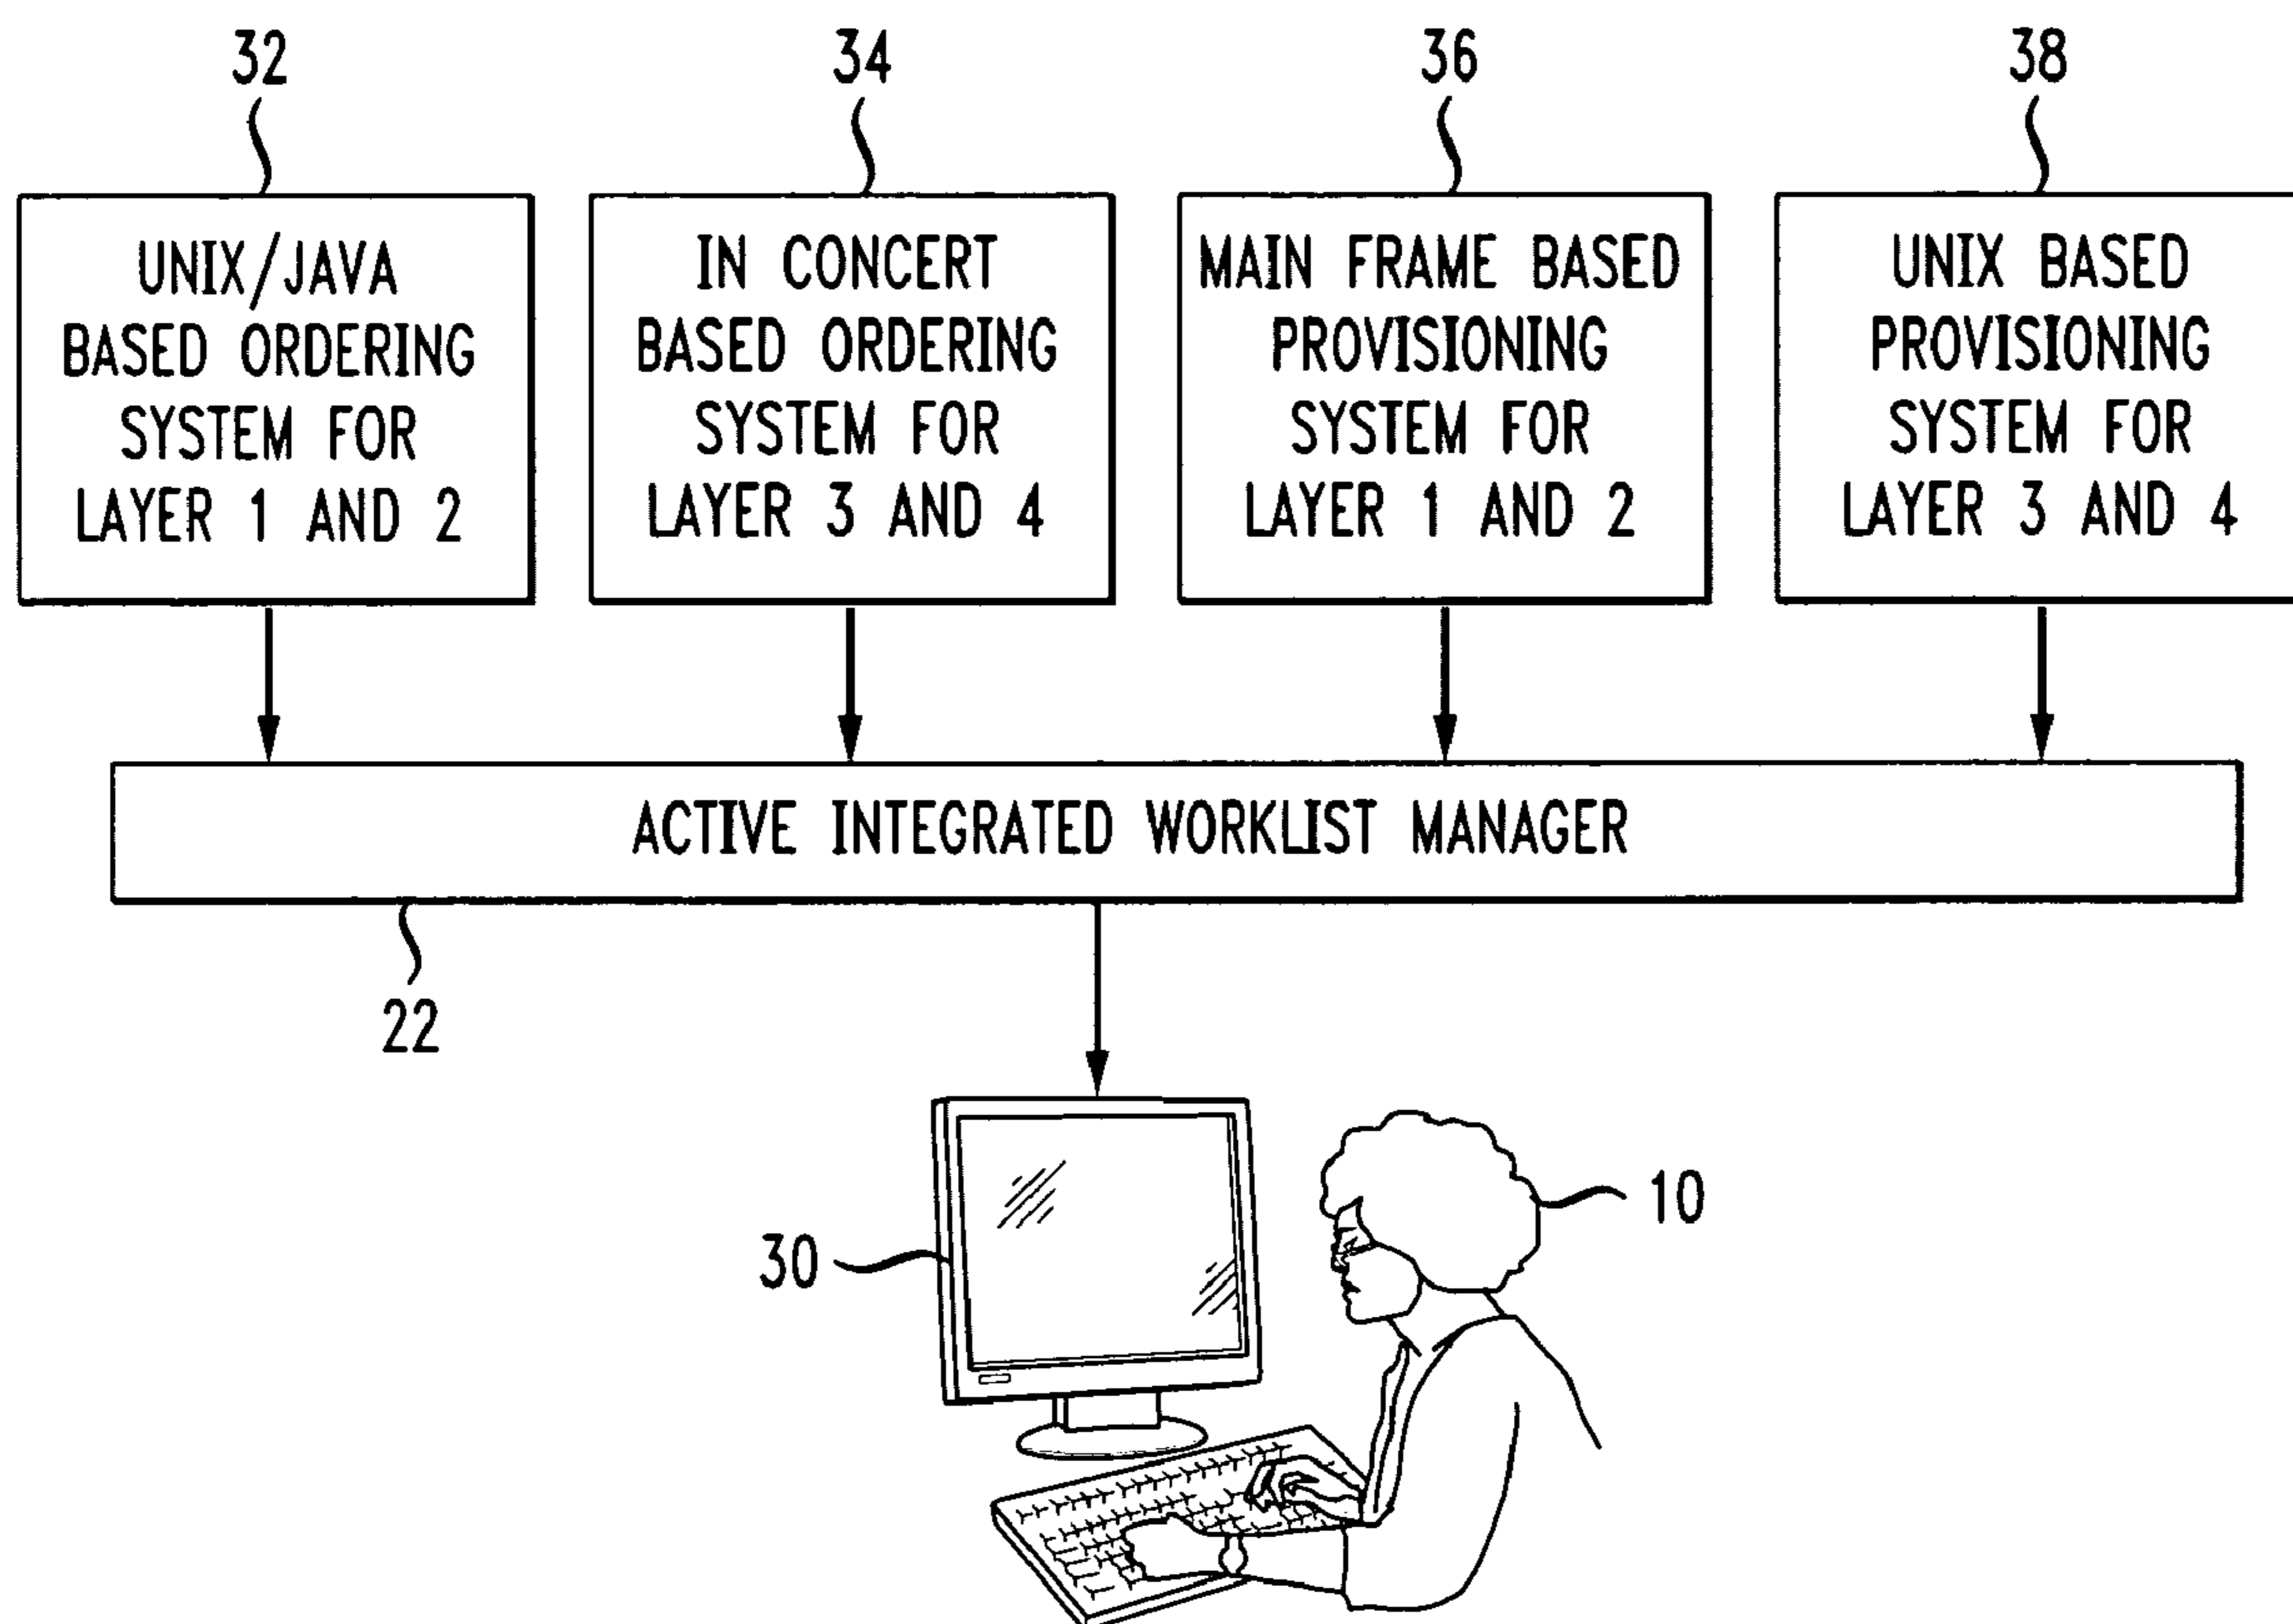 32
34
36
38
UNIX/JAVA
BASED ORDERING
SYSTEM FOR
LAYER 1 AND 2
IN CONCERT
BASED ORDERING
SYSTEM FOR
LAYER 3 AND 4
MAIN FRAME BASED
PROVISIONING
SYSTEM FOR
LAYER 1 AND 2
UNIX BASED
PROVISIONING
SYSTEM FOR
LAYER 3 AND 4
ACTIVE INTEGRATED WORKLIST MANAGER
22
10
30